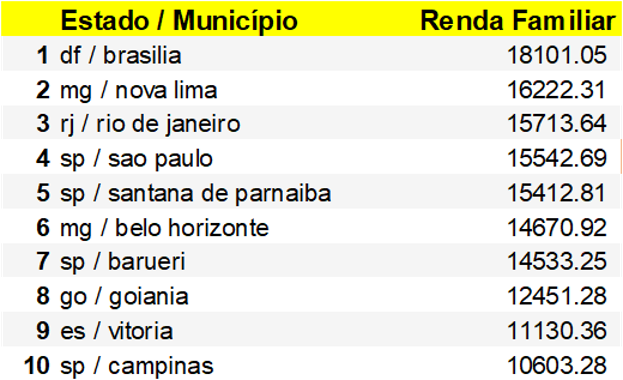 Estado / Município Renda Familiar
1 df / brasilia 18101.05
2 mg / nova lima 16222.31
3 rj / rio de janeiro 15713.64
4 sp / sao paulo 15542.69
5 sp / santana de parnaiba 15412.81
6 mg / belo horizonte 14670.92
7 sp / barueri 14533.25
8 go / goiania 12451.28
9 es / vitoria 11130.36
10 sp / campinas 10603.28